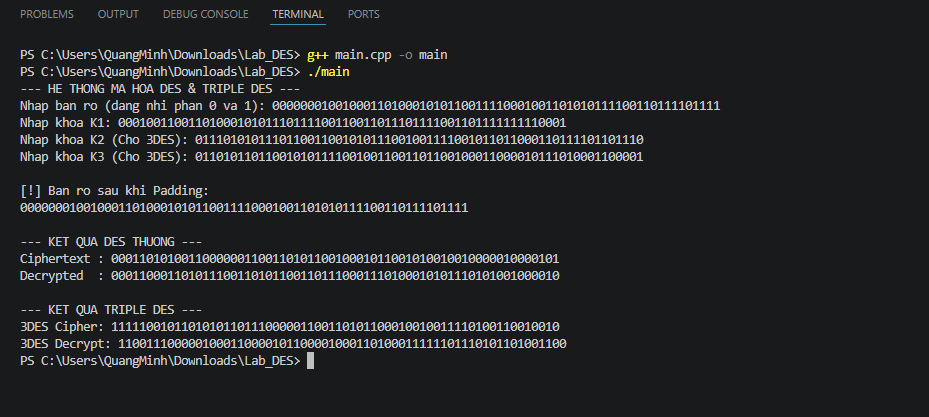 PROBLEMS OUTPUT DEBUG CONSOLE TERMINAL PORTS
PS C:\Users\QuangMinh\Downloads\Lab_DES> g++ main.cpp -o main
PS C:\Users\QuangMinh\Downloads\Lab_DES> ./main
--- HE THONG MA HOA DES & TRIPLE DES ---
Nhap ban ro (dang nhi phan 0 va 1): 0000000100100011010001010110011110001001101010111100110111101111
Nhap khoa K1: 0001001100110100010101110111100110011011101111001101111111110001
Nhap khoa K2 (Cho 3DES): 0111010101110110011001010111001001111001011011000110111101101110
Nhap khoa K3 (Cho 3DES): 0110101101100101011110010011001101100100011000010111010001100001
[!] Ban ro sau khi Padding:
0000000100100011010001010110011110001001101010111100110111101111
--- KET QUA DES THUONG ---
Ciphertext : 0001101010011000000110011010110010001011001010010010000010000101
Decrypted  : 0001100011010111001101011001101110001110100010111010101001000010
--- KET QUA TRIPLE DES ---
3DES Cipher: 1111100101101010110111000001100110101100010010011110100110010010
3DES Decrypt: 1100111000001000110000101100001000110100011111101110101101001100
PS C:\Users\QuangMinh\Downloads\Lab_DES>